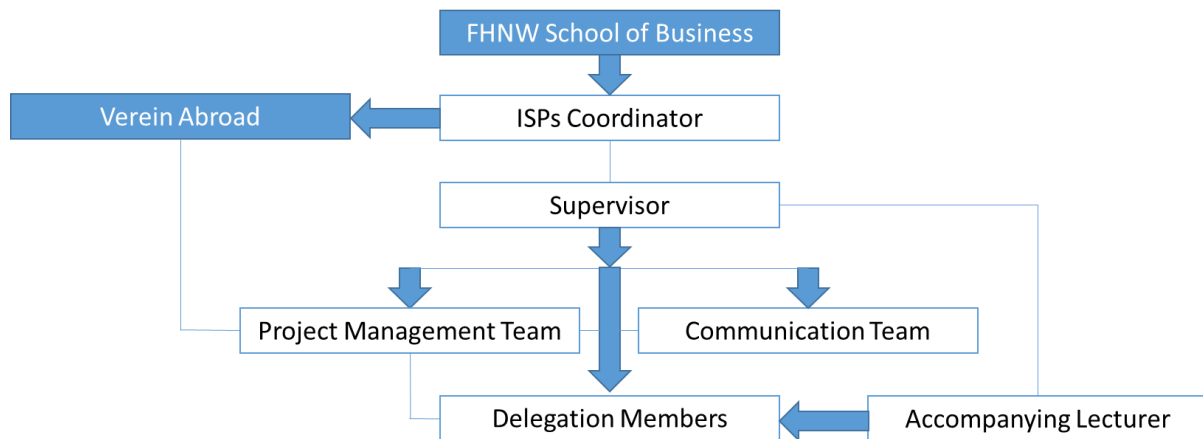 FHNW School of Business
Verein Abroad
ISPs Coordinator
Supervisor
Project Management Team
Communication Team
Delegation Members
Accompanying Lecturer